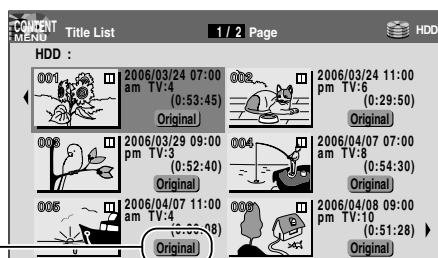 CONTENT MENU Title List 1 / 2 Page HDD
HDD :
001 2006/03/24 07:00
am TV:4
(0:53:45)
Original
002 2006/03/24 11:00
pm TV:6
(0:29:50)
Original
003 2006/03/29 09:00
pm TV:3
(0:52:40)
Original
004 2006/04/07 07:00
am TV:8
(0:54:30)
Original
005 2006/04/07 11:00
am TV:4
Original
006 2006/04/08 09:00
pm TV:10
(0:51:28)
Original